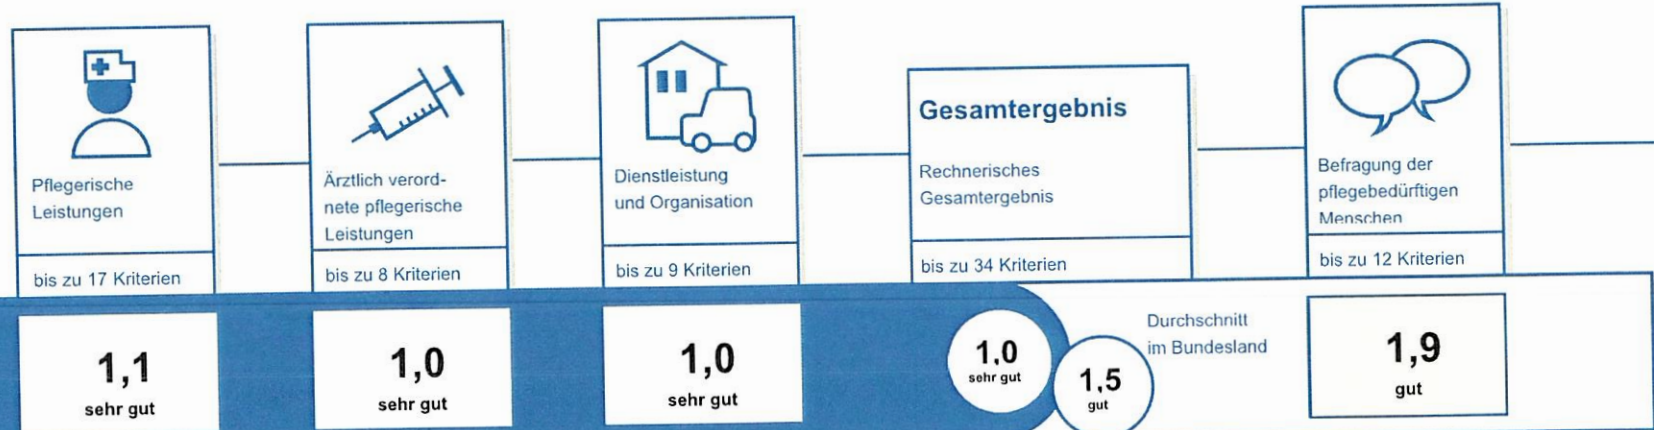 Pflegerische
Leistungen
bis zu 17 Kriterien
1,1
sehr gut
Ärztlich verord-
nete pflegerische
Leistungen
bis zu 8 Kriterien
1,0
sehr gut
Dienstleistung
und Organisation
bis zu 9 Kriterien
1,0
sehr gut
Gesamtergebnis
Rechnerisches
Gesamtergebnis
bis zu 34 Kriterien
1,0
sehr gut
1,5
gut
Durchschnitt
im Bundesland
Befragung der
pflegebedürftigen
Menschen
bis zu 12 Kriterien
1,9
gut